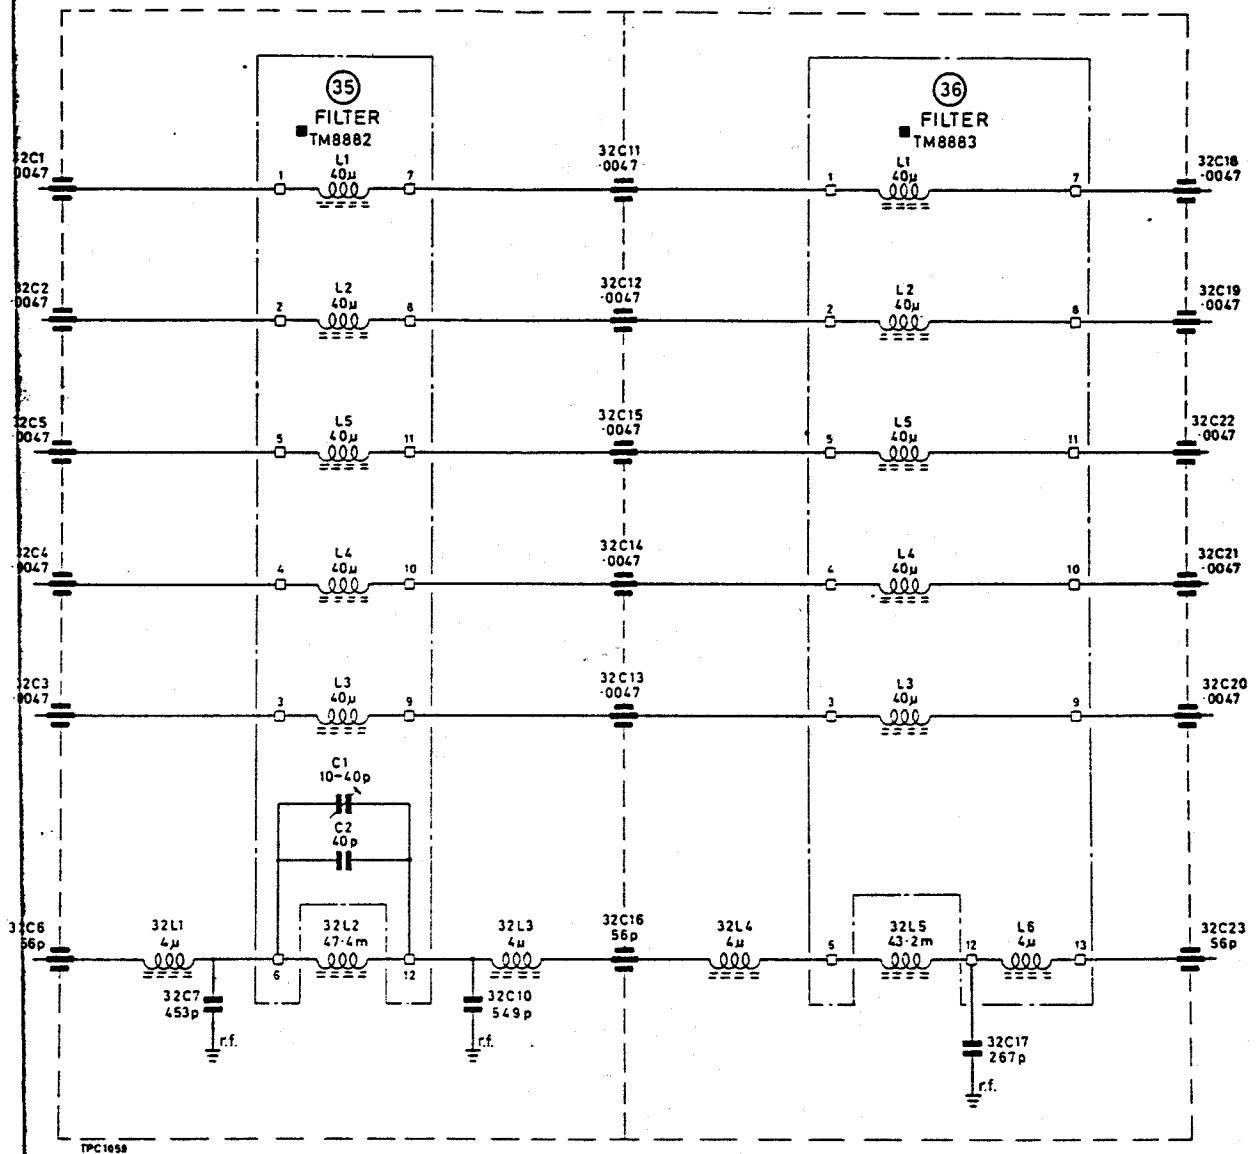 35
FILTER
TM8882
36
FILTER
TM8883
32C1
0047
1
L1
40µ
7
32C11
·0047
1
L1
40µ
7
32C18
·0047
32C2
·0047
2
L2
40µ
8
32C12
·0047
2
L2
40µ
8
32C19
·0047
32C5
0047
5
L5
40µ
11
32C15
·0047
5
L5
40µ
11
32C22
·0047
32C4
·0047
4
L4
40µ
10
32C14
·0047
4
L4
40µ
10
32C21
·0047
32C3
·0047
3
L3
40µ
9
32C13
·0047
3
L3
40µ
9
32C20
·0047
C1
10-40p
C2
40p
32C6
56p
32L1
4µ
6
32L2
47·4m
12
32L3
4µ
32C16
56p
32L4
4µ
5
32L5
43·2m
12
L6
4µ
13
32C23
56p
32C7
453p
r.f.
32C10
549p
r.f.
32C17
267p
r.f.
TPC1059